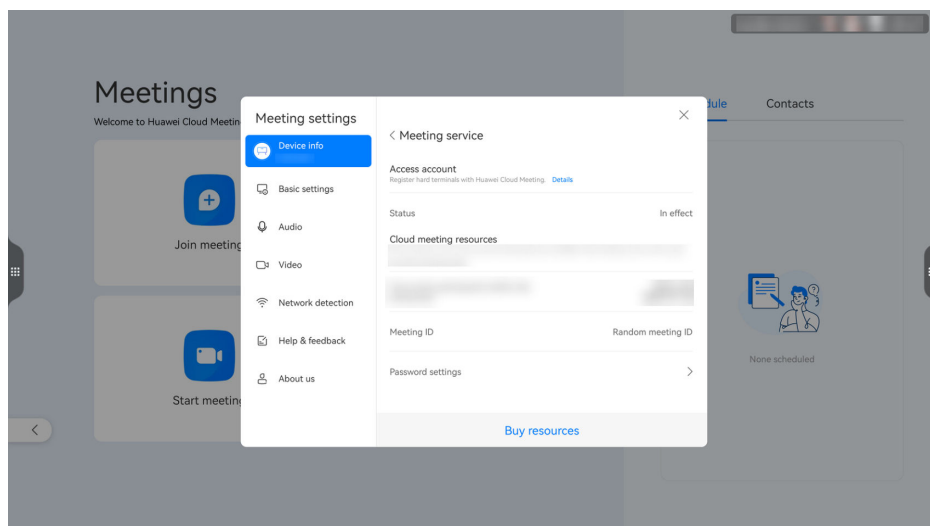 Meetings
Welcome to Huawei Cloud Meetin
Join meeting
Start meeting
Meeting settings
Device info
Basic settings
Audio
Video
Network detection
Help & feedback
About us
Meeting service
Access account
Register hard terminals with Huawei Cloud Meeting. Details
Status In effect
Cloud meeting resources
Meeting ID Random meeting ID
Password settings
Buy resources
dule Contacts
None scheduled